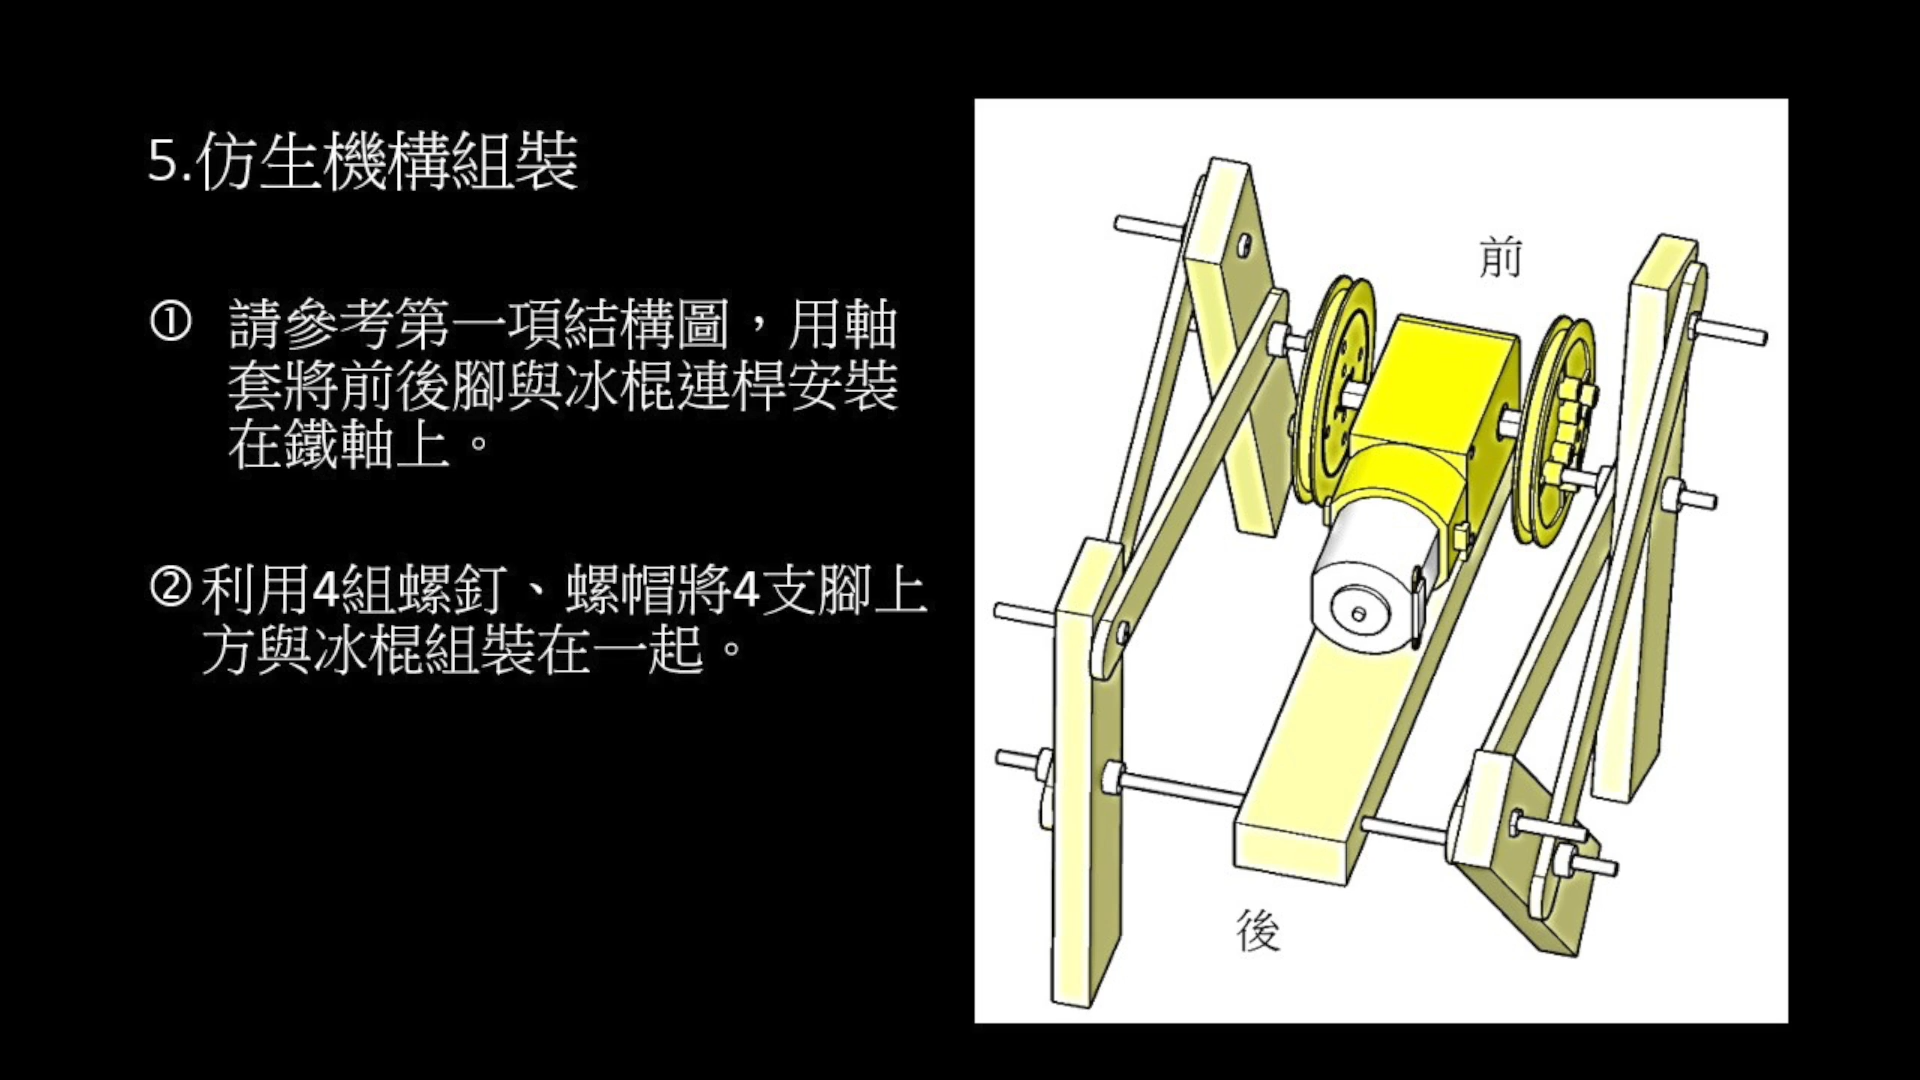 5.仿生機構組裝
① 請參考第一項結構圖，用軸
套將前後腳與冰棍連桿安裝
在鐵軸上。
②利用4組螺釘、螺帽將4支腳上
方與冰棍組裝在一起。
前
後